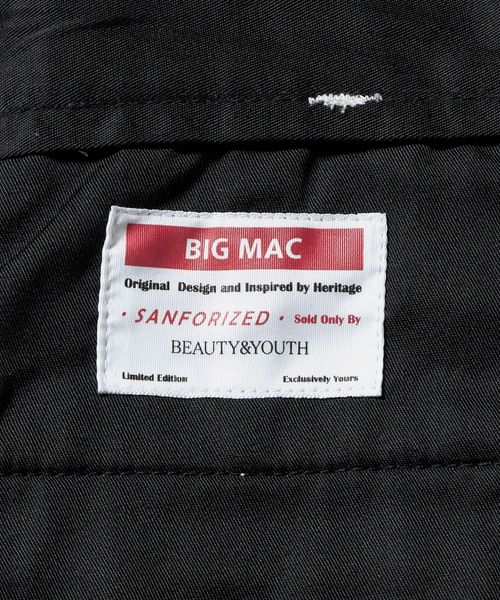 BIG MAC
Original Design and Inspired by Heritage
• SANFORIZED • Sold Only By
BEAUTY&YOUTH
Limited Edition Exclusively Yours